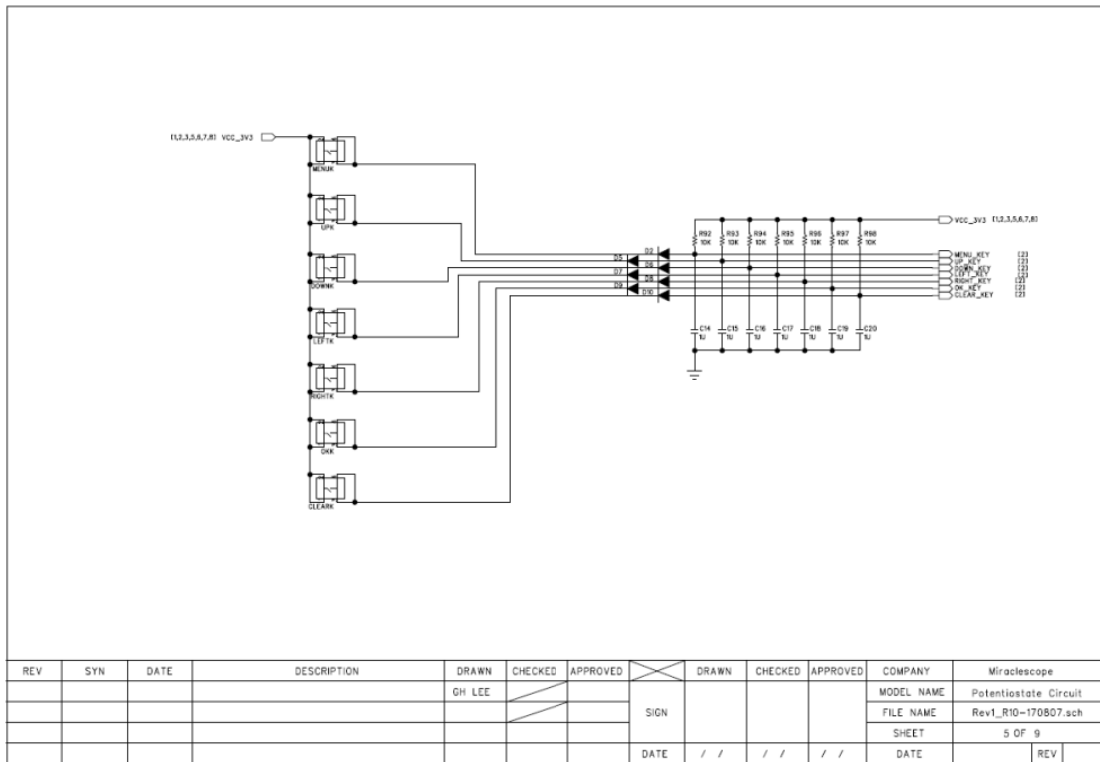 [1,2,3,5,6,7,8] VCC_3V3
MENUK
UPK
DOWNK
LEFTK
RIGHTK
OKK
CLEARK
VCC_3V3 [1,2,3,5,6,7,8]
R92 R93 R94 R95 R96 R97 R98
10K 10K 10K 10K 10K 10K 10K
D2
D5
D6
D7
D8
D9
D10
MENU_KEY [2]
UP_KEY [2]
DOWN_KEY [2]
LEFT_KEY [2]
RIGHT_KEY [2]
OK_KEY [2]
CLEAR_KEY [2]
C14 C15 C16 C17 C18 C19 C20
1U 1U 1U 1U 1U 1U 1U
REV SYN DATE DESCRIPTION DRAWN CHECKED APPROVED DRAWN CHECKED APPROVED COMPANY Miraclescope
GH LEE MODEL NAME Potentiostate Circuit
SIGN FILE NAME Rev1_R10-170807.sch
SHEET 5 OF 9
DATE / / / / / / DATE REV